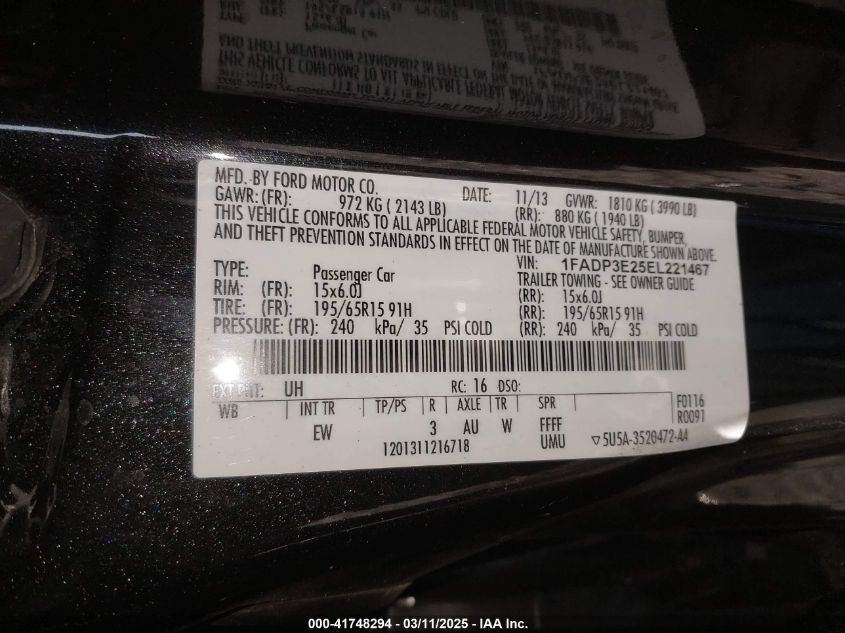 MFD. BY FORD MOTOR CO. DATE: 11/13 GVWR: 1810 KG ( 3990 LB)
GAWR: (FR): 972 KG ( 2143 LB) (RR): 880 KG ( 1940 LB)
THIS VEHICLE CONFORMS TO ALL APPLICABLE FEDERAL MOTOR VEHICLE SAFETY, BUMPER,
AND THEFT PREVENTION STANDARDS IN EFFECT ON THE DATE OF MANUFACTURE SHOWN ABOVE.
VIN: 1FADP3E25EL221467
TYPE: Passenger Car TRAILER TOWING - SEE OWNER GUIDE
RIM: (FR): 15x6.0J (RR): 15x6.0J
TIRE: (FR): 195/65R15 91H (RR): 195/65R15 91H
PRESSURE: (FR): 240 kPa/ 35 PSI COLD (RR): 240 kPa/ 35 PSI COLD
EXT PNT: UH RC: 16 DSO:
WB INT TR TP/PS R AXLE TR SPR F0116
EW 3 AU W FFFF R0091
1201311216718 UMU ▽5U5A-3520472-AA
000-41748294 – 03/11/2025 – IAA Inc.